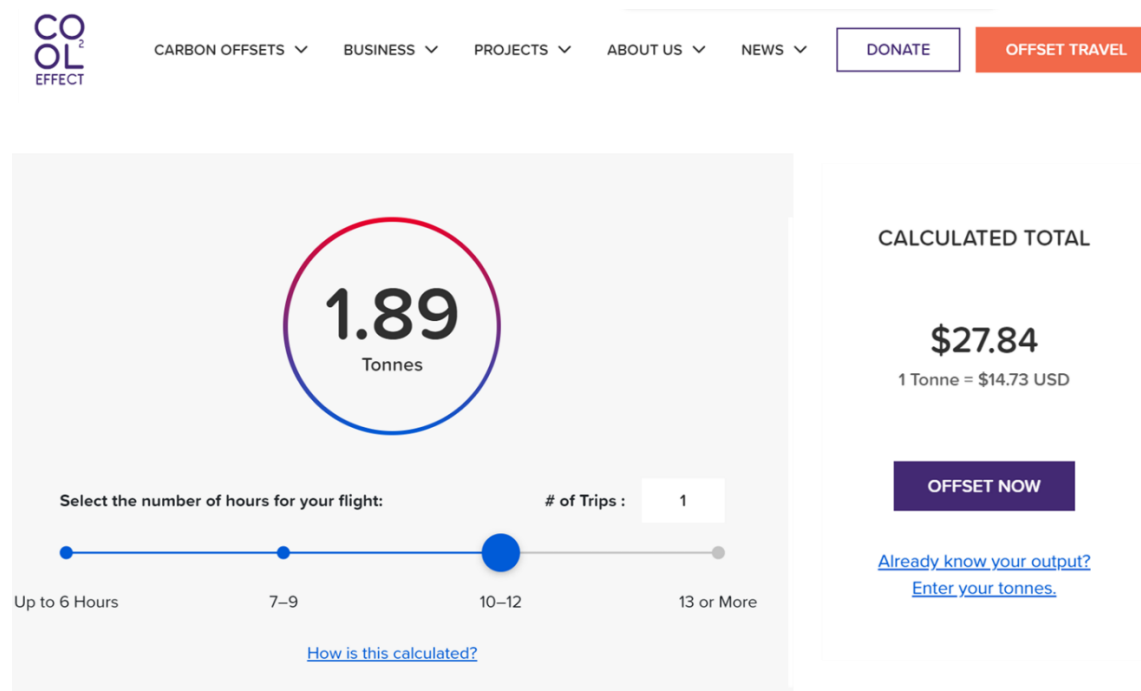 CO2
OL
EFFECT
CARBON OFFSETS
BUSINESS
PROJECTS
ABOUT US
NEWS
DONATE
OFFSET TRAVEL
1.89
Tonnes
Select the number of hours for your flight:
# of Trips :
1
Up to 6 Hours
7–9
10–12
13 or More
How is this calculated?
CALCULATED TOTAL
$27.84
1 Tonne = $14.73 USD
OFFSET NOW
Already know your output?
Enter your tonnes.